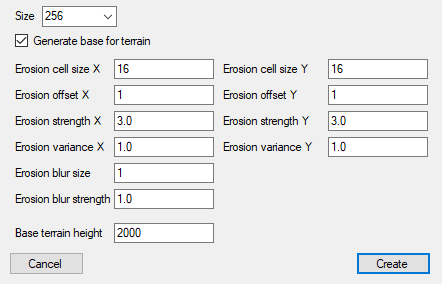 Size 256
Generate base for terrain
Erosion cell size X 16 Erosion cell size Y 16
Erosion offset X 1 Erosion offset Y 1
Erosion strength X 3.0 Erosion strength Y 3.0
Erosion variance X 1.0 Erosion variance Y 1.0
Erosion blur size 1
Erosion blur strength 1.0
Base terrain height 2000
Cancel Create